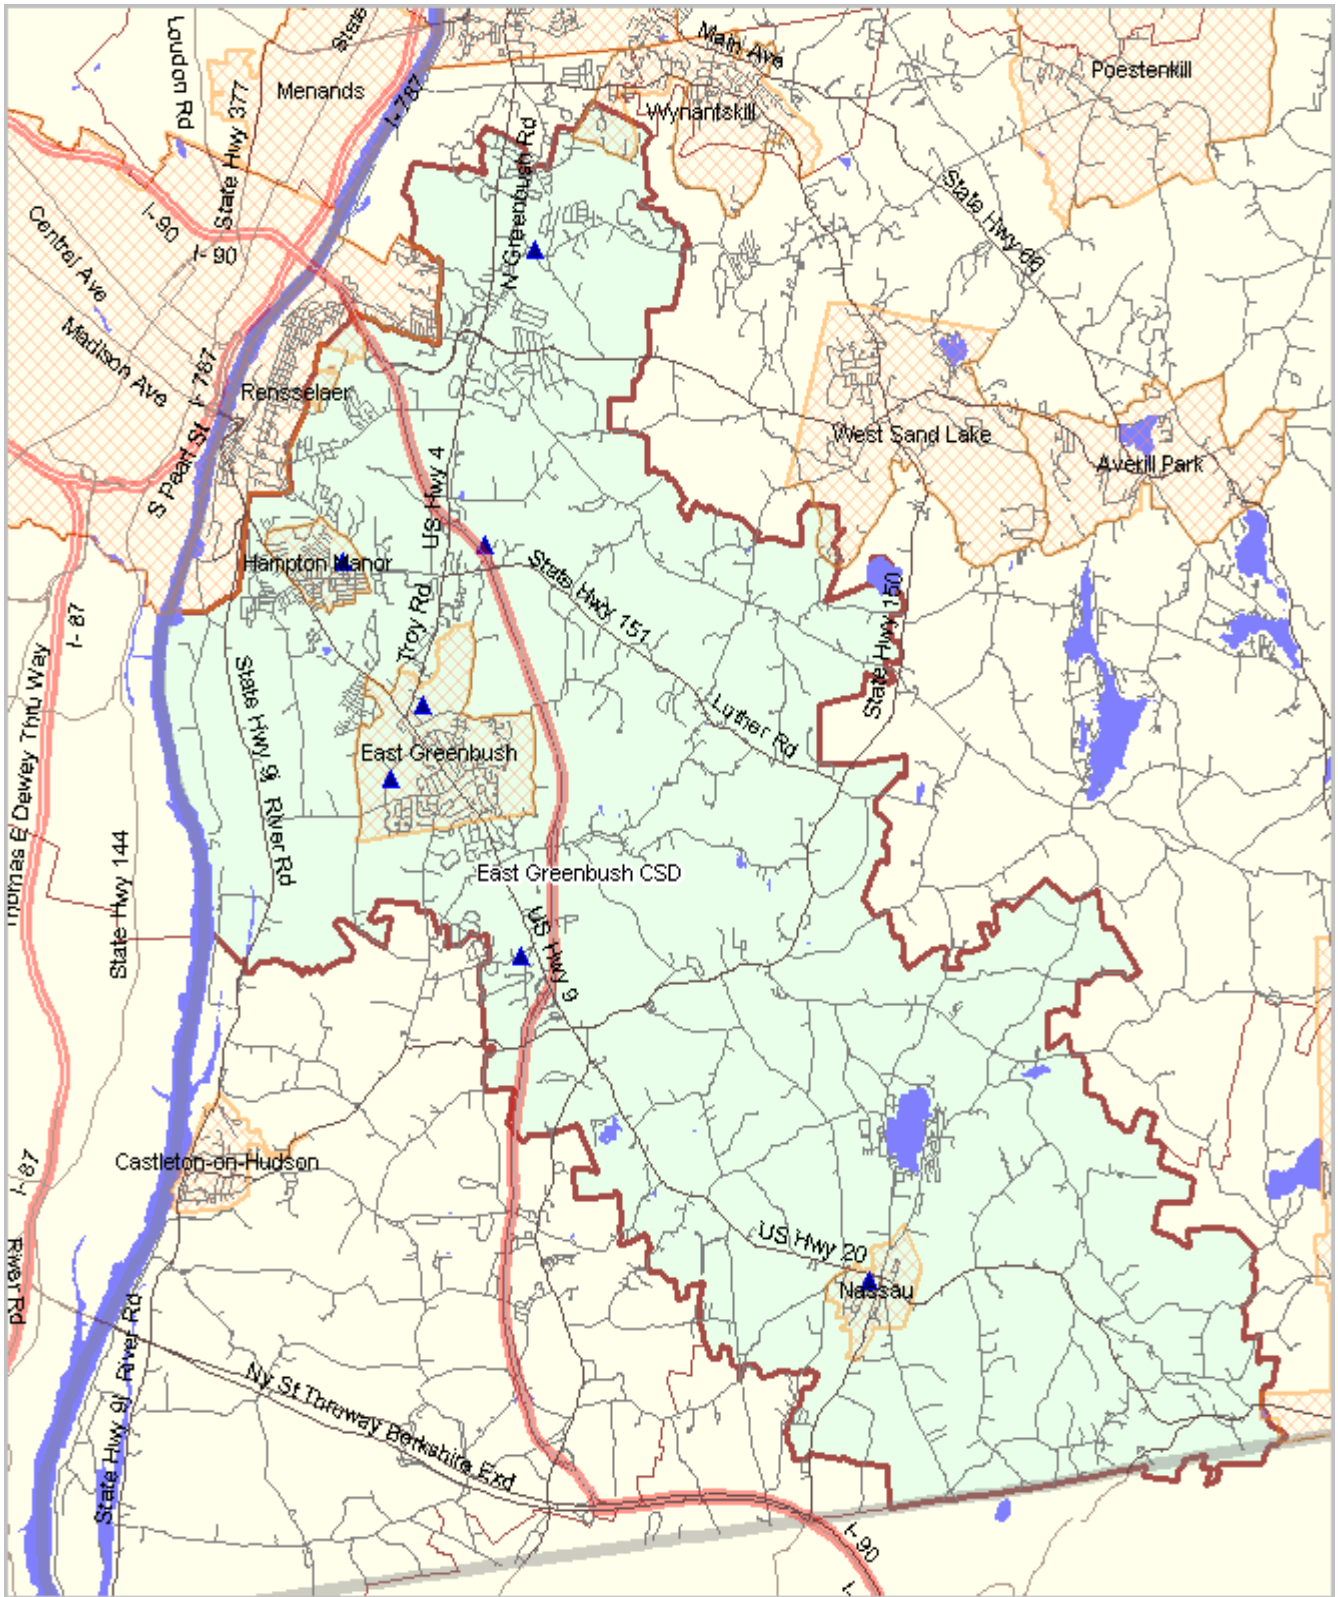 State
Main Ave
Loudon Rd
State Hwy 377
Menands
I-787
Poestenkill
Wynantskill
N Greenbush Rd
State Hwy 66
I-90
I-90
Central Ave
Madison Ave
I-787
Rensselaer
S Pearl St
West Sand Lake
Averill Park
US Hwy 4
Hampton Manor
State Hwy 151
State Hwy 150
Troy Rd
I-87
Thomas E Dewey Thru Way
State Hwy 9j
River Rd
Luther Rd
East Greenbush
State Hwy 144
East Greenbush CSD
US Hwy 9
Castleton-on-Hudson
I-87
River Rd
US Hwy 20
Nassau
State Hwy 9j
River Rd
Ny St Thruway Berkshire Exd
I-90
I-